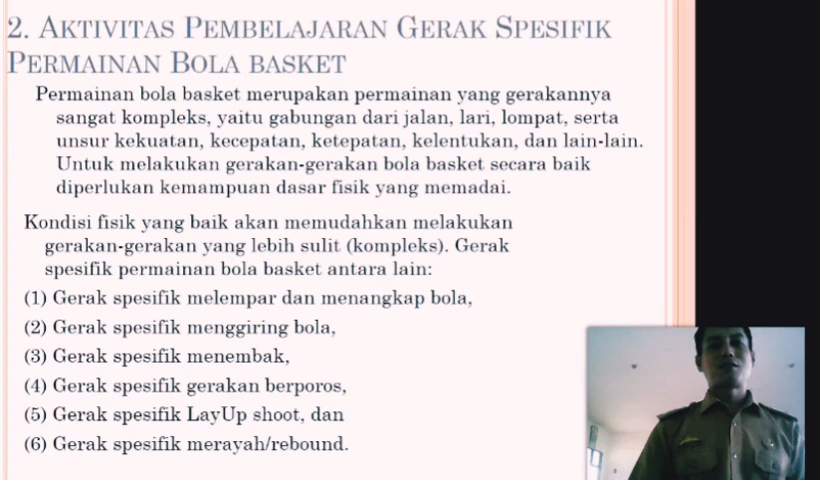 2. AKTIVITAS PEMBELAJARAN GERAK SPESIFIK
PERMAINAN BOLA BASKET
Permainan bola basket merupakan permainan yang gerakannya
sangat kompleks, yaitu gabungan dari jalan, lari, lompat, serta
unsur kekuatan, kecepatan, ketepatan, kelentukan, dan lain-lain.
Untuk melakukan gerakan-gerakan bola basket secara baik
diperlukan kemampuan dasar fisik yang memadai.
Kondisi fisik yang baik akan memudahkan melakukan
gerakan-gerakan yang lebih sulit (kompleks). Gerak
spesifik permainan bola basket antara lain:
(1) Gerak spesifik melempar dan menangkap bola,
(2) Gerak spesifik menggiring bola,
(3) Gerak spesifik menembak,
(4) Gerak spesifik gerakan berporos,
(5) Gerak spesifik LayUp shoot, dan
(6) Gerak spesifik merayah/rebound.